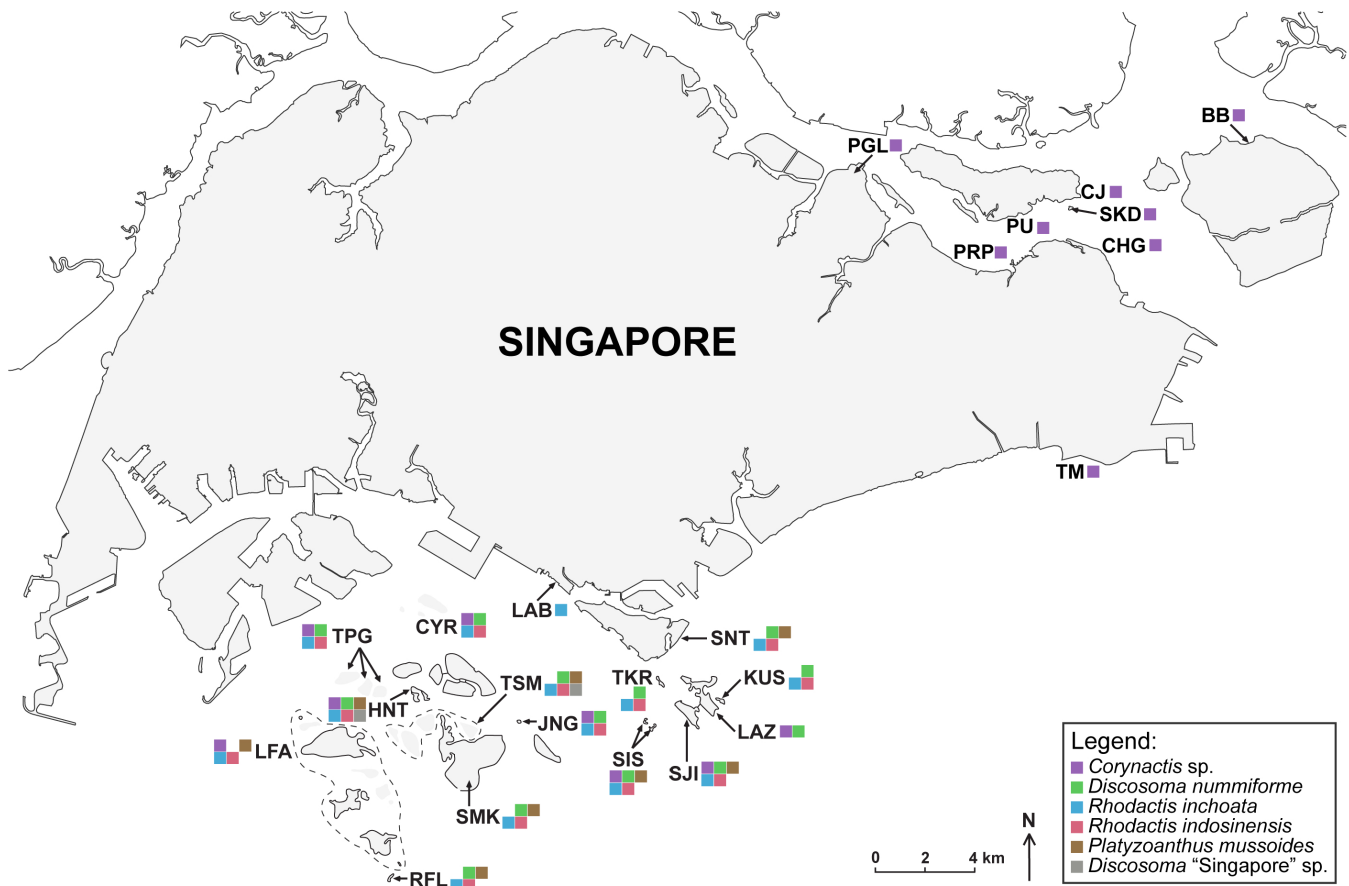 BB
PGL
CJ
SKD
PU
CHG
PRP
SINGAPORE
TM
LAB
CYR
TPG
SNT
TKR
KUS
TSM
HNT
JNG
LAZ
LFA
SIS
SJI
SMK
RFL
Legend:
Corynactis sp.
Discosoma nummiforme
Rhodactis inchoata
Rhodactis indosinensis
Platyzoanthus mussoides
Discosoma “Singapore” sp.
N
0 2 4 km